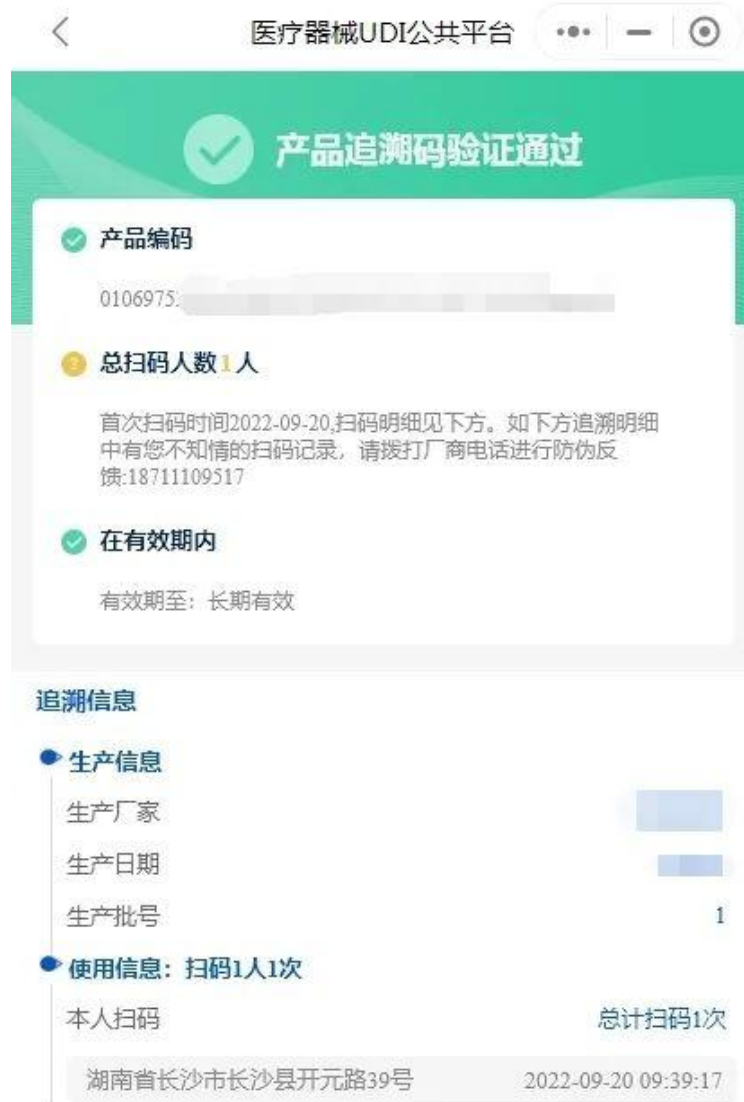 医疗器械UDI公共平台
产品追溯码验证通过
产品编码
0106975
总扫码人数1人
首次扫码时间2022-09-20,扫码明细见下方。如下方追溯明细
中有您不知情的扫码记录，请拨打厂商电话进行防伪反
馈:18711109517
在有效期内
有效期至：长期有效
追溯信息
生产信息
生产厂家
生产日期
生产批号 1
使用信息：扫码1人1次
本人扫码 总计扫码1次
湖南省长沙市长沙县开元路39号 2022-09-20 09:39:17